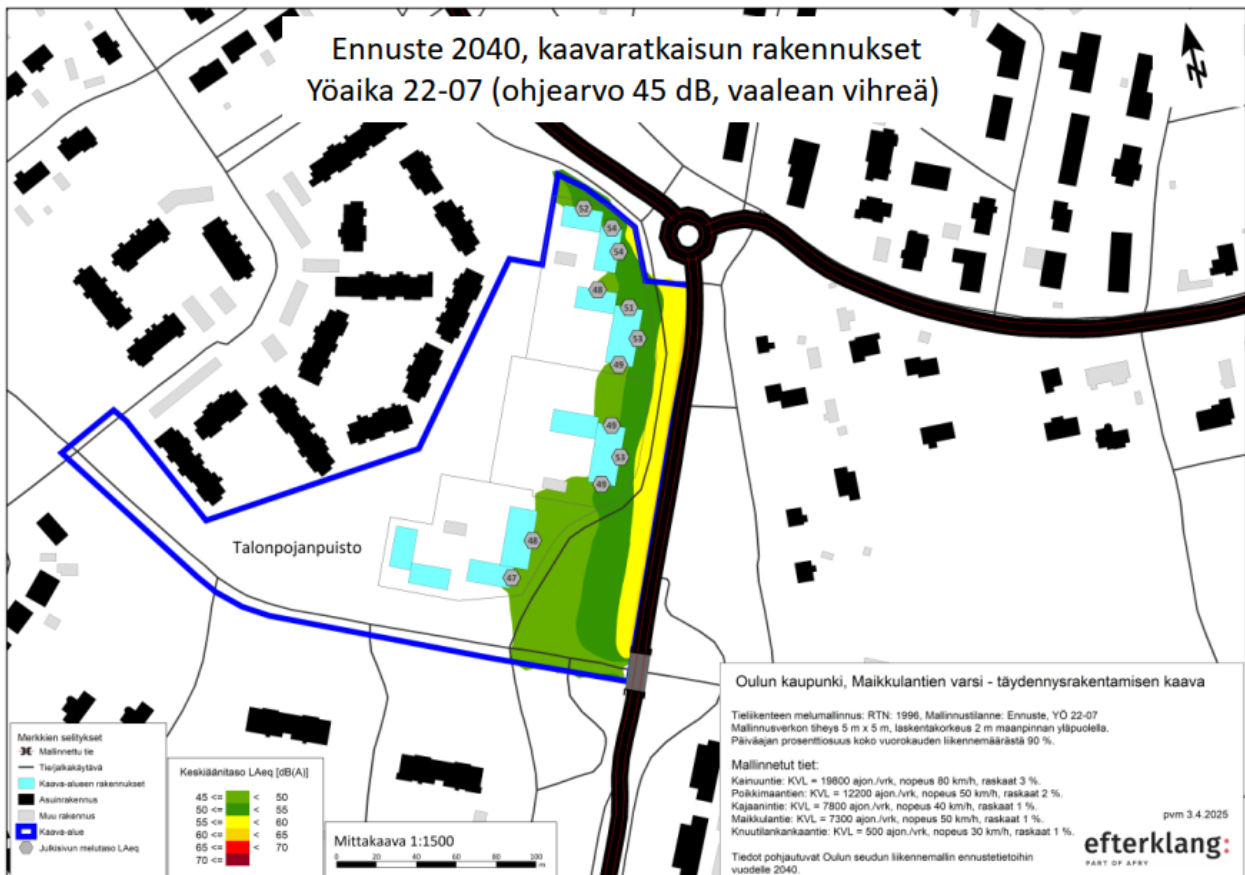 Ennuste 2040, kaavaratkaisun rakennukset
Yöaika 22-07 (ohjearvo 45 dB, vaalean vihreä)
N
52
54
54
48
51
53
49
49
53
49
48
47
Talonpojanpuisto
Merkkien selitykset
Mallinnettu tie
Tie/jalkakäytävä
Kaava-alueen rakennukset
Asuinrakennus
Muu rakennus
Kaava-alue
Julkisivun melutaso LAeq
Keskiäänitaso LAeq [dB(A)]
45 <= < 50
50 <= < 55
55 <= < 60
60 <= < 65
65 <= < 70
70 <=
Mittakaava 1:1500
0 20 40 60 80 100
m
Oulun kaupunki, Maikkulantien varsi - täydennysrakentamisen kaava
Tieliikenteen melumallinnus: RTN: 1996, Mallinnustilanne: Ennuste, YÖ 22-07
Mallinnusverkon tiheys 5 m x 5 m, laskentakorkeus 2 m maanpinnan yläpuolella.
Päiväajan prosenttiosuus koko vuorokauden liikennemäärästä 90 %.
Mallinnetut tiet:
Kainuuntie: KVL = 19800 ajon./vrk, nopeus 80 km/h, raskaat 3 %.
Poikkimaantien: KVL = 12200 ajon./vrk, nopeus 50 km/h, raskaat 2 %.
Kajaanintie: KVL = 7800 ajon./vrk, nopeus 40 km/h, raskaat 1 %.
Maikkulantie: KVL = 7300 ajon./vrk, nopeus 50 km/h, raskaat 1 %.
Knuutilankankaantie: KVL = 500 ajon./vrk, nopeus 30 km/h, raskaat 1 %.
Tiedot pohjautuvat Oulun seudun liikennemallin ennustetietoihin
vuodelle 2040.
pvm 3.4.2025
efterklang:
PART OF AFRY